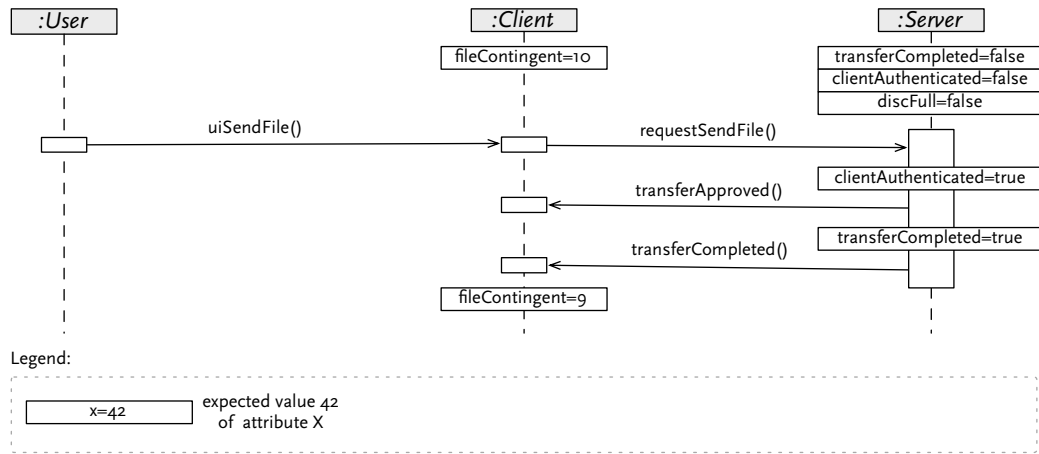 :User
:Client
:Server
fileContingent=10
transferCompleted=false
clientAuthenticated=false
discFull=false
uiSendFile()
requestSendFile()
clientAuthenticated=true
transferApproved()
transferCompleted=true
transferCompleted()
fileContingent=9
Legend:
x=42
expected value 42
of attribute X